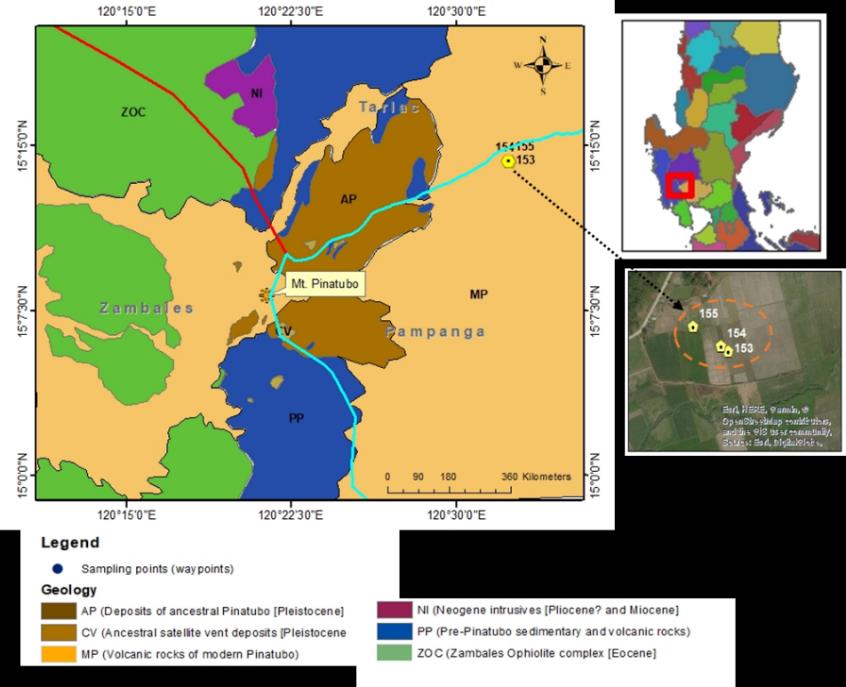 120°15'0"E 120°22'30"E 120°30'0"E
N
W E
S
ZOC
NI
Tarlac
15°15'0"N
15°15'0"N
154155
153
AP
Mt. Pinatubo
MP
Zambales
15°7'30"N
15°7'30"N
CV
Pampanga
PP
155
154
153
Esri, HERE, Garmin, ©
OpenStreetMap contributors,
and the GIS user community,
Source: Esri, DigitalGlobe,
15°0'0"N
15°0'0"N
0 90 180 360 Kilometers
120°15'0"E 120°22'30"E 120°30'0"E
Legend
Sampling points (waypoints)
Geology
AP (Deposits of ancestral Pinatubo [Pleistocene]
CV (Ancestral satellite vent deposits [Pleistocene
MP (Volcanic rocks of modern Pinatubo)
NI (Neogene intrusives [Pliocene? and Miocene]
PP (Pre-Pinatubo sedimentary and volcanic rocks)
ZOC (Zambales Ophiolite complex [Eocene]